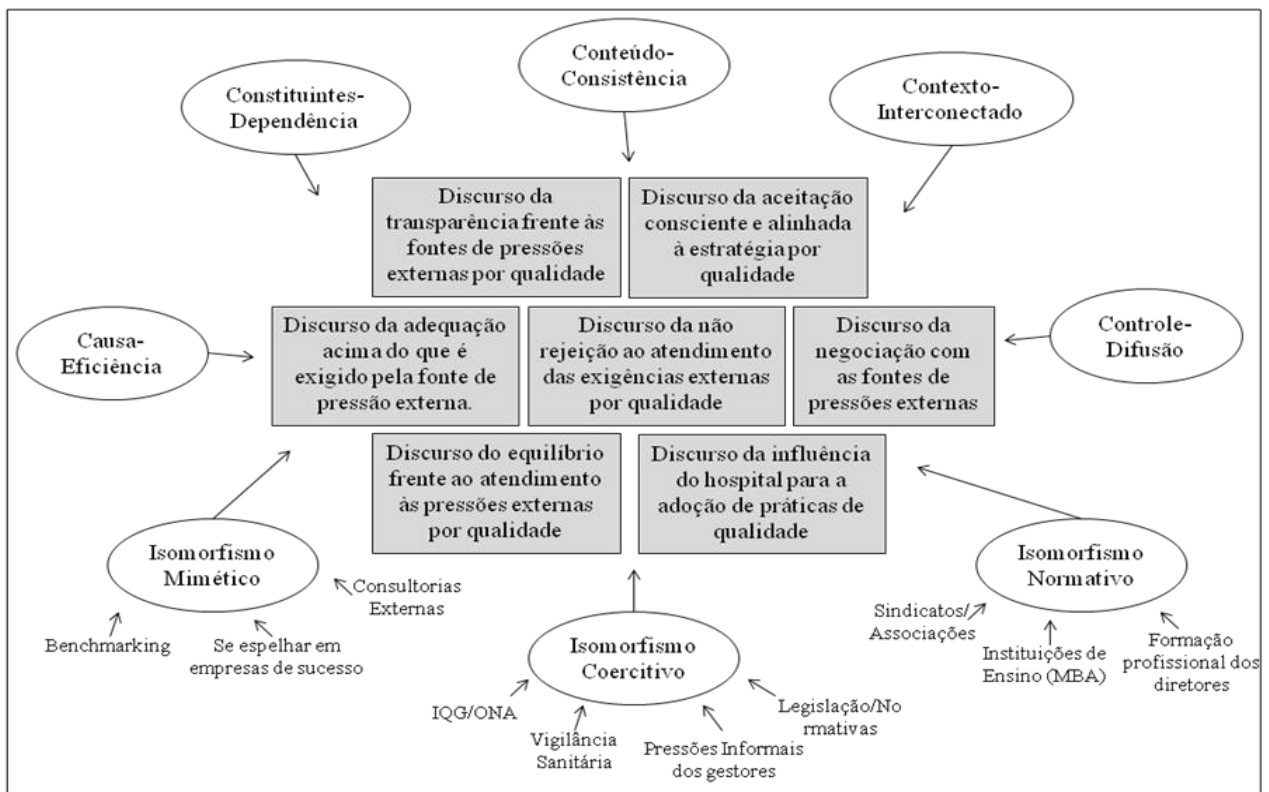 Conteúdo-
Consistência
Constituintes-
Dependência
Contexto-
Interconectado
Discurso da
transparência frente às
fontes de pressões
externas por qualidade
Discurso da aceitação
consciente e alinhada
à estratégia por
qualidade
Causa-
Eficiência
Discurso da adequação
acima do que é
exigido pela fonte de
pressão externa.
Discurso da não
rejeição ao atendimento
das exigências externas
por qualidade
Discurso da
negociação com
as fontes de
pressões externas
Controle-
Difusão
Discurso do equilíbrio
frente ao atendimento
às pressões externas
por qualidade
Discurso da influência
do hospital para a
adoção de práticas de
qualidade
Isomorfismo
Mimético
Consultorias
Externas
Benchmarking
Se espelhar em
empresas de sucesso
Isomorfismo
Coercitivo
IQG/ONA
Vigilância
Sanitária
Pressões Informais
dos gestores
Legislação/No
rmativas
Isomorfismo
Normativo
Sindicatos/
Associações
Instituições de
Ensino (MBA)
Formação
profissional dos
diretores